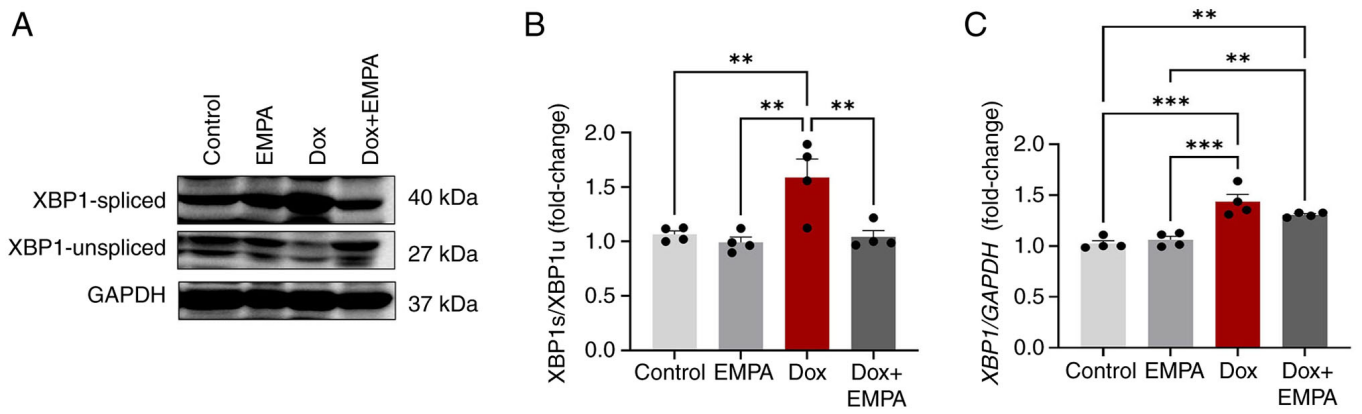 A
Control
EMPA
Dox
Dox+EMPA
XBP1-spliced
40 kDa
XBP1-unspliced
27 kDa
GAPDH
37 kDa
B
XBP1s/XBP1u (fold-change)
**
**
**
2.0
1.5
1.0
0.5
0.0
Control
EMPA
Dox
Dox+
EMPA
C
XBP1/GAPDH (fold-change)
**
**
***
***
2.0
1.5
1.0
0.5
0.0
Control
EMPA
Dox
Dox+
EMPA